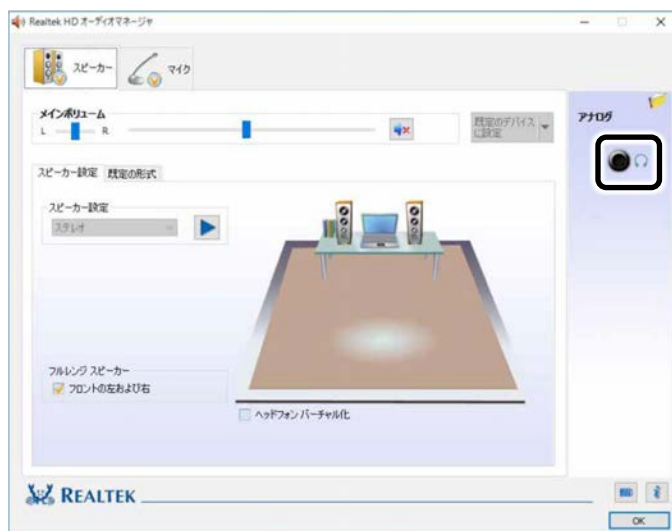 Realtek HD オーディオマネージャ
スピーカー
マイク
メインボリューム
L R
既定のデバイス
に設定
アナログ
スピーカー設定 既定の形式
スピーカー設定
ステレオ
フルレンジ スピーカー
フロントの左および右
ヘッドフォン バーチャル化
REALTEK
OK